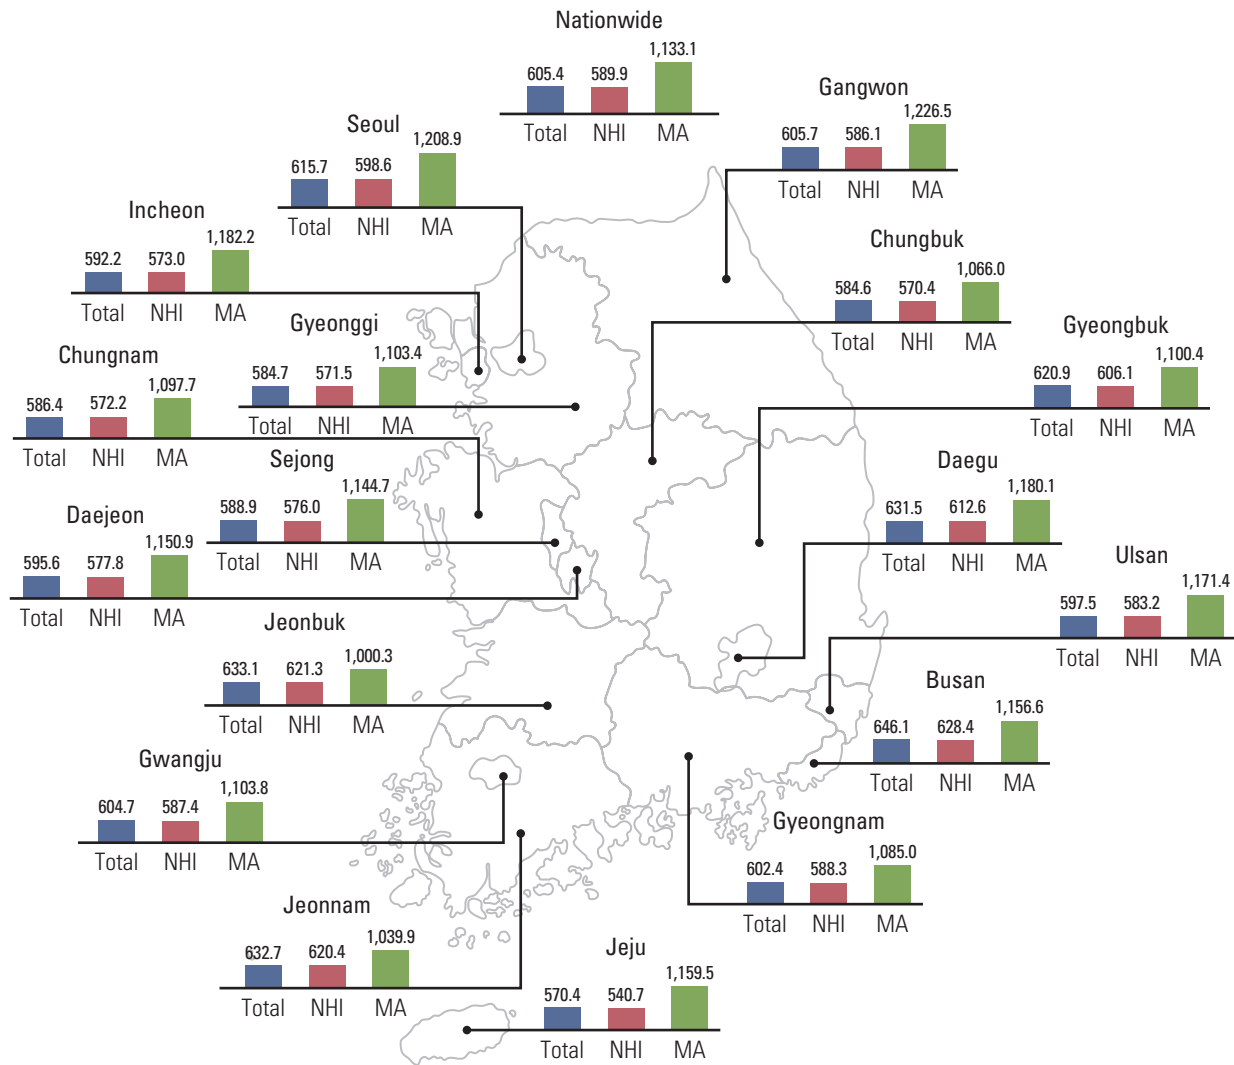 Nationwide
605.4 589.9 1,133.1
Total NHI MA
Gangwon
605.7 586.1 1,226.5
Total NHI MA
Seoul
615.7 598.6 1,208.9
Total NHI MA
Incheon
592.2 573.0 1,182.2
Total NHI MA
Chungbuk
584.6 570.4 1,066.0
Total NHI MA
Gyeonggi
584.7 571.5 1,103.4
Total NHI MA
Gyeongbuk
620.9 606.1 1,100.4
Total NHI MA
Chungnam
586.4 572.2 1,097.7
Total NHI MA
Sejong
588.9 576.0 1,144.7
Total NHI MA
Daegu
631.5 612.6 1,180.1
Total NHI MA
Daejeon
595.6 577.8 1,150.9
Total NHI MA
Ulsan
597.5 583.2 1,171.4
Total NHI MA
Jeonbuk
633.1 621.3 1,000.3
Total NHI MA
Busan
646.1 628.4 1,156.6
Total NHI MA
Gwangju
604.7 587.4 1,103.8
Total NHI MA
Gyeongnam
602.4 588.3 1,085.0
Total NHI MA
Jeonnam
632.7 620.4 1,039.9
Total NHI MA
Jeju
570.4 540.7 1,159.5
Total NHI MA